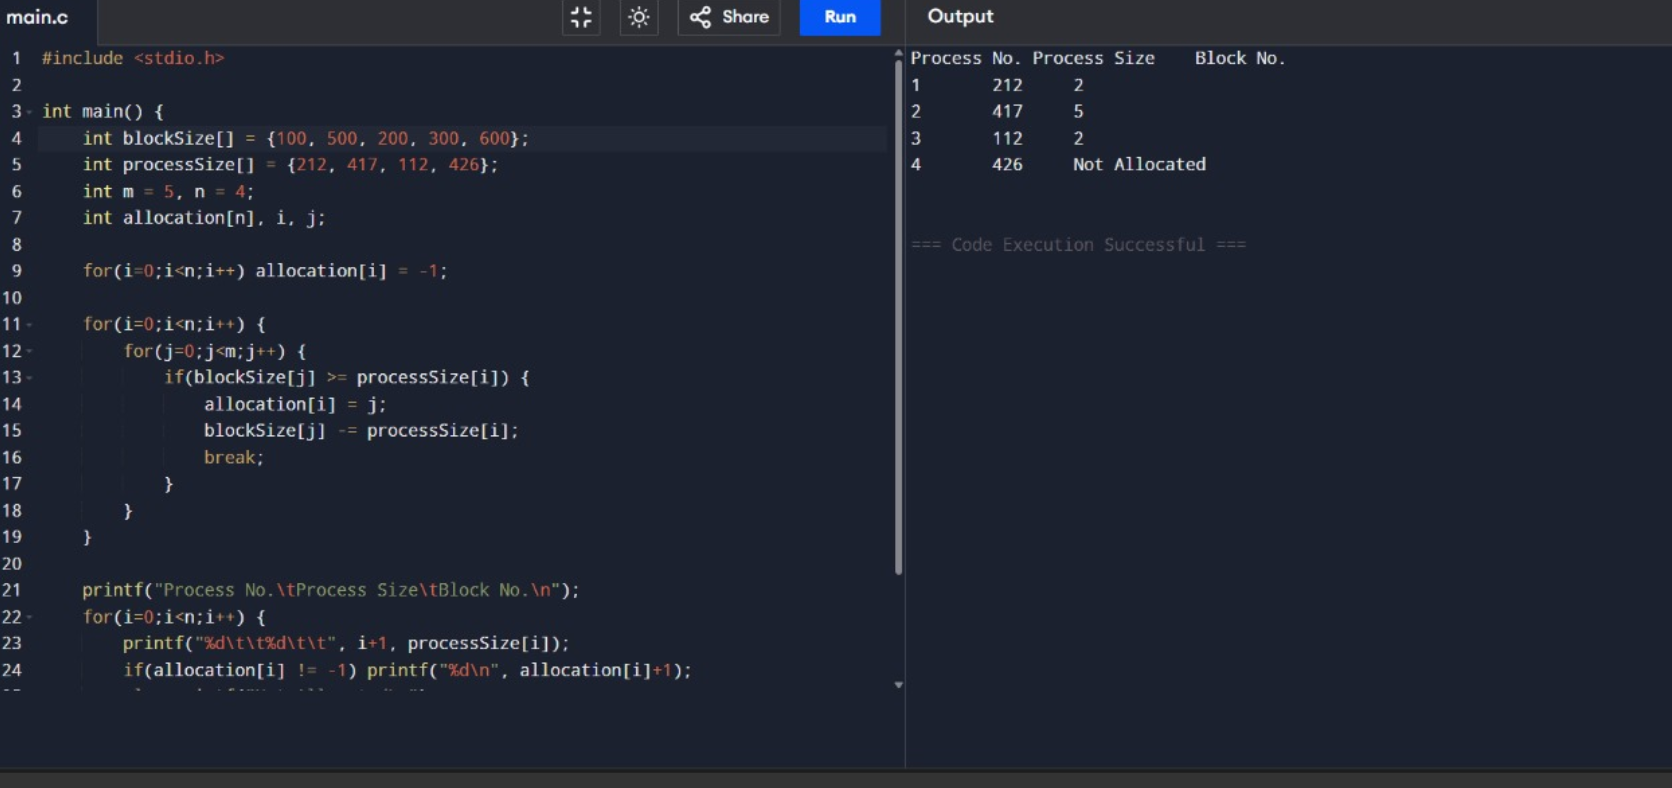 main.c
Share
Run
Output
1 #include <stdio.h>
2
3 int main() {
4     int blockSize[] = {100, 500, 200, 300, 600};
5     int processSize[] = {212, 417, 112, 426};
6     int m = 5, n = 4;
7     int allocation[n], i, j;
8
9     for(i=0;i<n;i++) allocation[i] = -1;
10
11     for(i=0;i<n;i++) {
12         for(j=0;j<m;j++) {
13             if(blockSize[j] >= processSize[i]) {
14                 allocation[i] = j;
15                 blockSize[j] -= processSize[i];
16                 break;
17             }
18         }
19     }
20
21     printf("Process No.\tProcess Size\tBlock No.\n");
22     for(i=0;i<n;i++) {
23         printf("%d\t\t%d\t\t", i+1, processSize[i]);
24         if(allocation[i] != -1) printf("%d\n", allocation[i]+1);
Process No. Process Size    Block No.
1       212     2
2       417     5
3       112     2
4       426     Not Allocated
=== Code Execution Successful ===